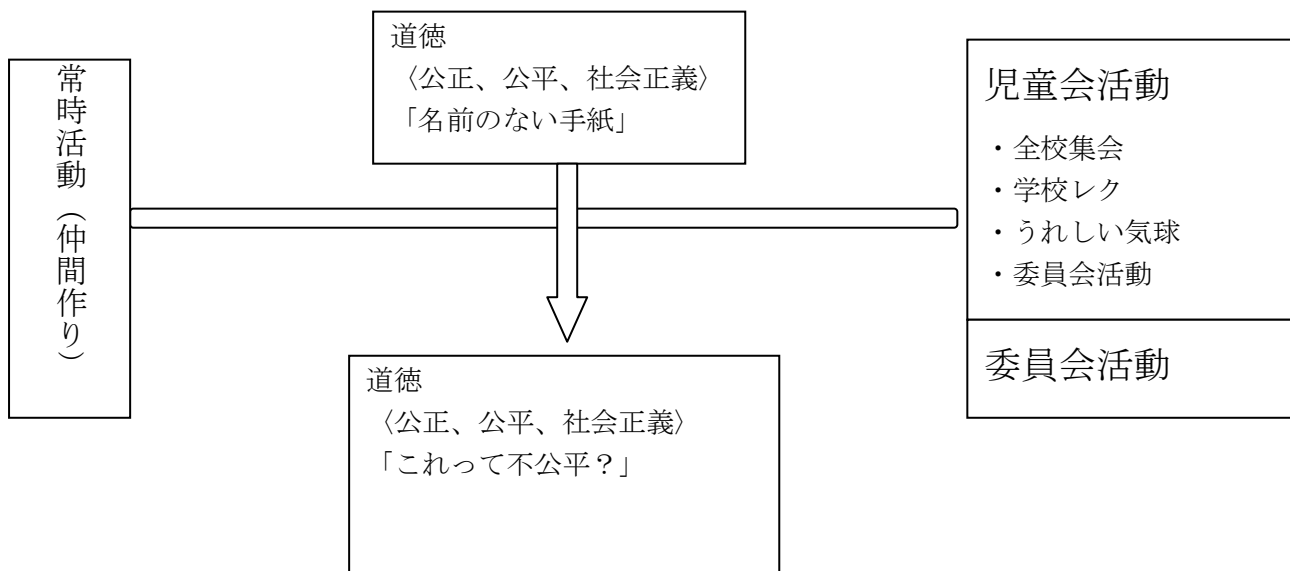 常時活動（仲間作り）
道徳
〈公正、公平、社会正義〉
「名前のない手紙」
道徳
〈公正、公平、社会正義〉
「これって不公平？」
児童会活動
・全校集会
・学校レク
・うれしい気球
・委員会活動
委員会活動